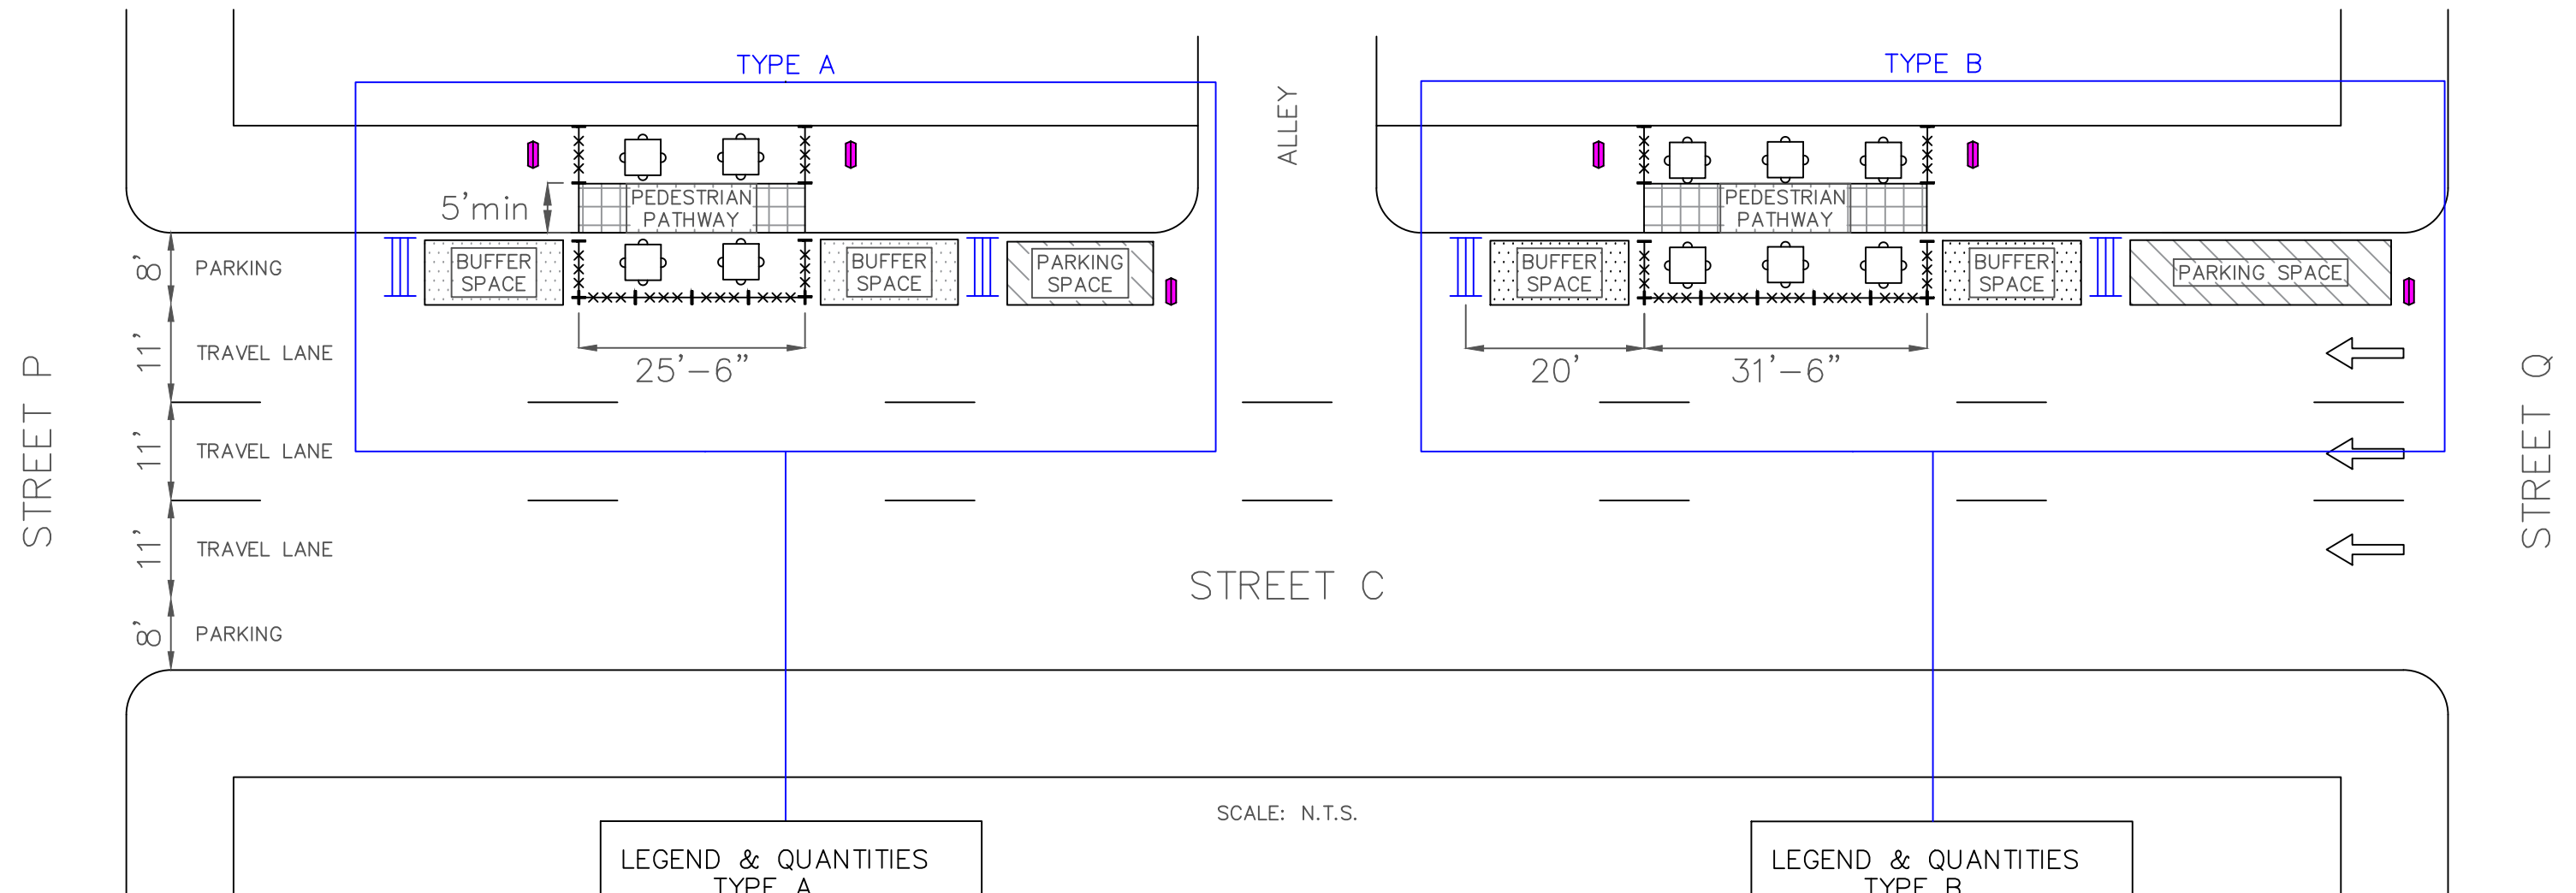 TYPE A
TYPE B
ALLEY
5'min
PEDESTRIAN
PATHWAY
PEDESTRIAN
PATHWAY
8'
PARKING
BUFFER
SPACE
BUFFER
SPACE
PARKING
SPACE
BUFFER
SPACE
BUFFER
SPACE
PARKING SPACE
11'
TRAVEL LANE
25'-6"
20'
31'-6"
STREET P
STREET Q
11'
TRAVEL LANE
11'
TRAVEL LANE
STREET C
8'
PARKING
SCALE: N.T.S.
LEGEND & QUANTITIES
TYPE A
LEGEND & QUANTITIES
TYPE B